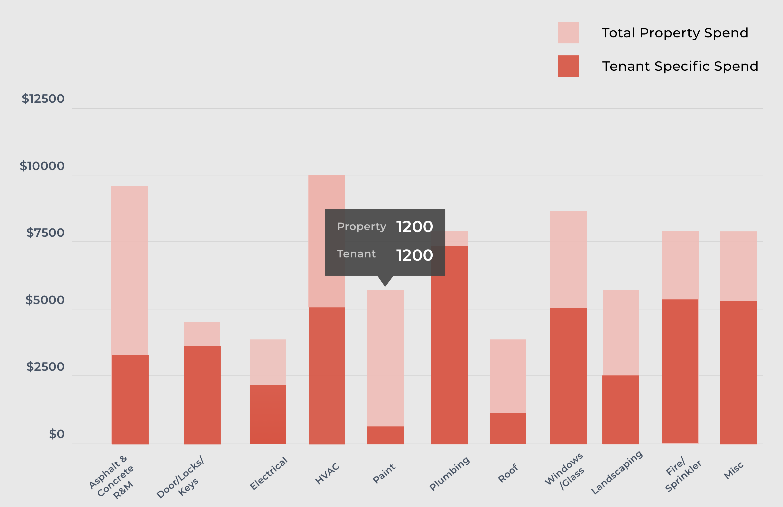 Total Property Spend
Tenant Specific Spend
$12500
$10000
$7500
$5000
$2500
$0
Property 1200
Tenant 1200
Asphalt &
Concrete
R&M
Door/Locks/
Keys
Electrical
HVAC
Paint
Plumbing
Roof
Windows
/Glass
Landscaping
Fire/
Sprinkler
Misc